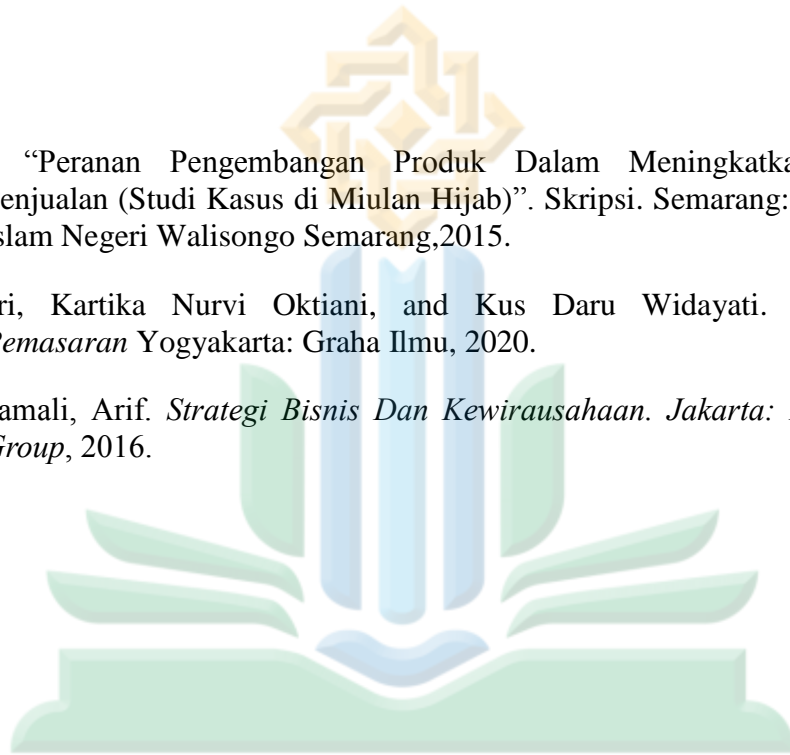 “Peranan Pengembangan Produk Dalam Meningkatka
enjualan (Studi Kasus di Miulan Hijab)”. Skripsi. Semarang:
slam Negeri Walisongo Semarang,2015.
ri, Kartika Nurvi Oktiani, and Kus Daru Widayati.
Pemasaran Yogyakarta: Graha Ilmu, 2020.
amali, Arif. Strategi Bisnis Dan Kewirausahaan. Jakarta:
Group, 2016.